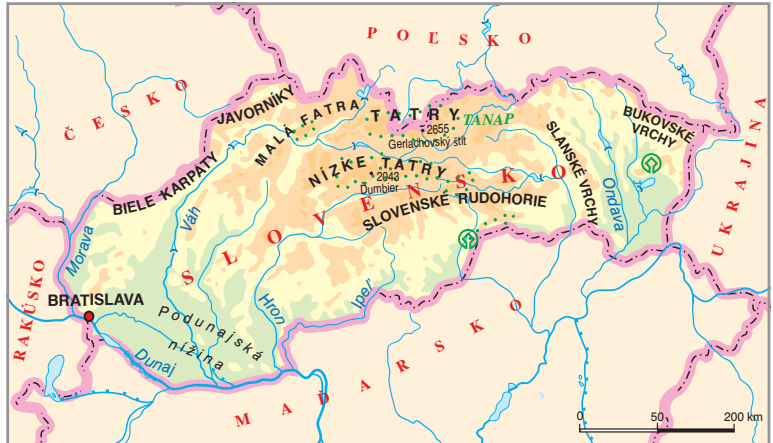 POĽSKO
ČESKO
JAVORNÍKY
MALÁ FATRA
TATRY
TANAP
2655
Gerlachovský štít
BUKOVSKÉ
VRCHY
SLANSKÉ VRCHY
UKRAJINA
NÍZKE TATRY
2043
Ďumbier
BIELE KARPATY
SLOVENSKO
SLOVENSKÉ RUDOHORIE
Ondava
Váh
Morava
RAKÚSKO
BRATISLAVA
Podunajská
nížina
Hron
Ipeľ
Dunaj
MAĎARSKO
0 50 200 km